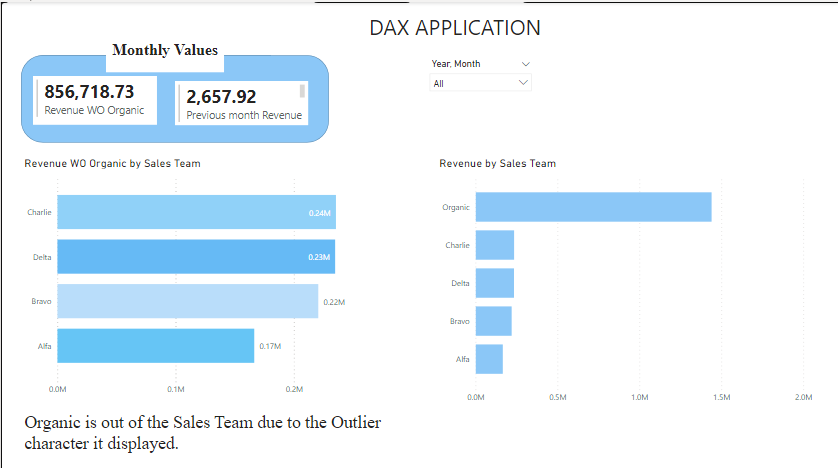 DAX APPLICATION
Monthly Values
856,718.73
Revenue WO Organic
2,657.92
Previous month Revenue
Year, Month
All
Revenue WO Organic by Sales Team
Charlie
0.24M
Delta
0.23M
Bravo
0.22M
Alfa
0.17M
0.0M
0.1M
0.2M
Revenue by Sales Team
Organic
Charlie
Delta
Bravo
Alfa
0.0M
0.5M
1.0M
1.5M
2.0M
Organic is out of the Sales Team due to the Outlier
character it displayed.